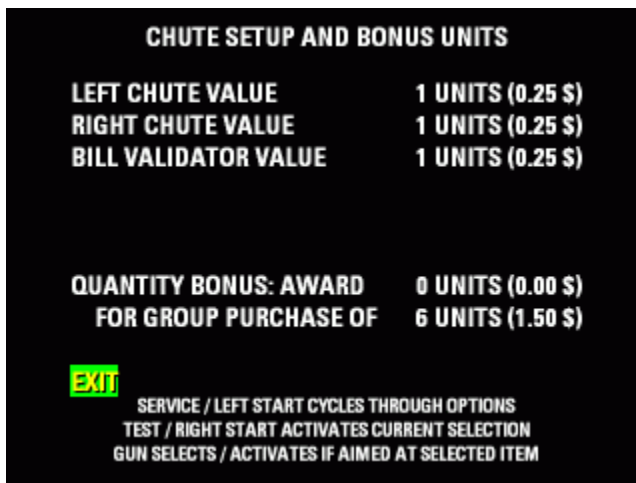 CHUTE SETUP AND BONUS UNITS
LEFT CHUTE VALUE 1 UNITS (0.25 $)
RIGHT CHUTE VALUE 1 UNITS (0.25 $)
BILL VALIDATOR VALUE 1 UNITS (0.25 $)
QUANTITY BONUS: AWARD 0 UNITS (0.00 $)
FOR GROUP PURCHASE OF 6 UNITS (1.50 $)
EXIT
SERVICE / LEFT START CYCLES THROUGH OPTIONS
TEST / RIGHT START ACTIVATES CURRENT SELECTION
GUN SELECTS / ACTIVATES IF AIMED AT SELECTED ITEM